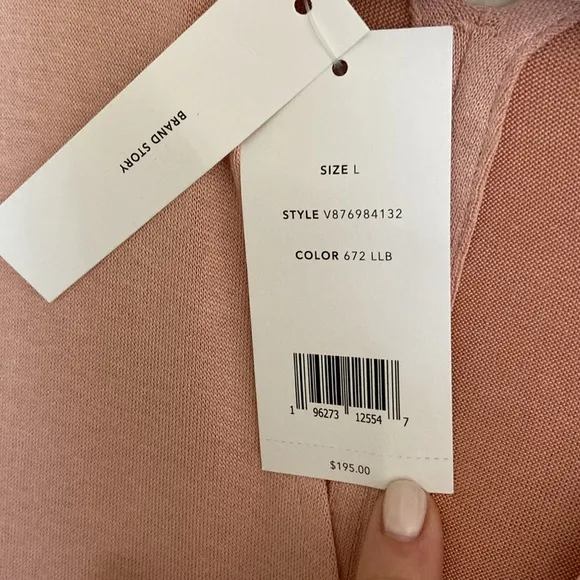 BRAND STORY
SIZE L
STYLE V876984132
COLOR 672 LLB
1 96273 12554 7
$195.00